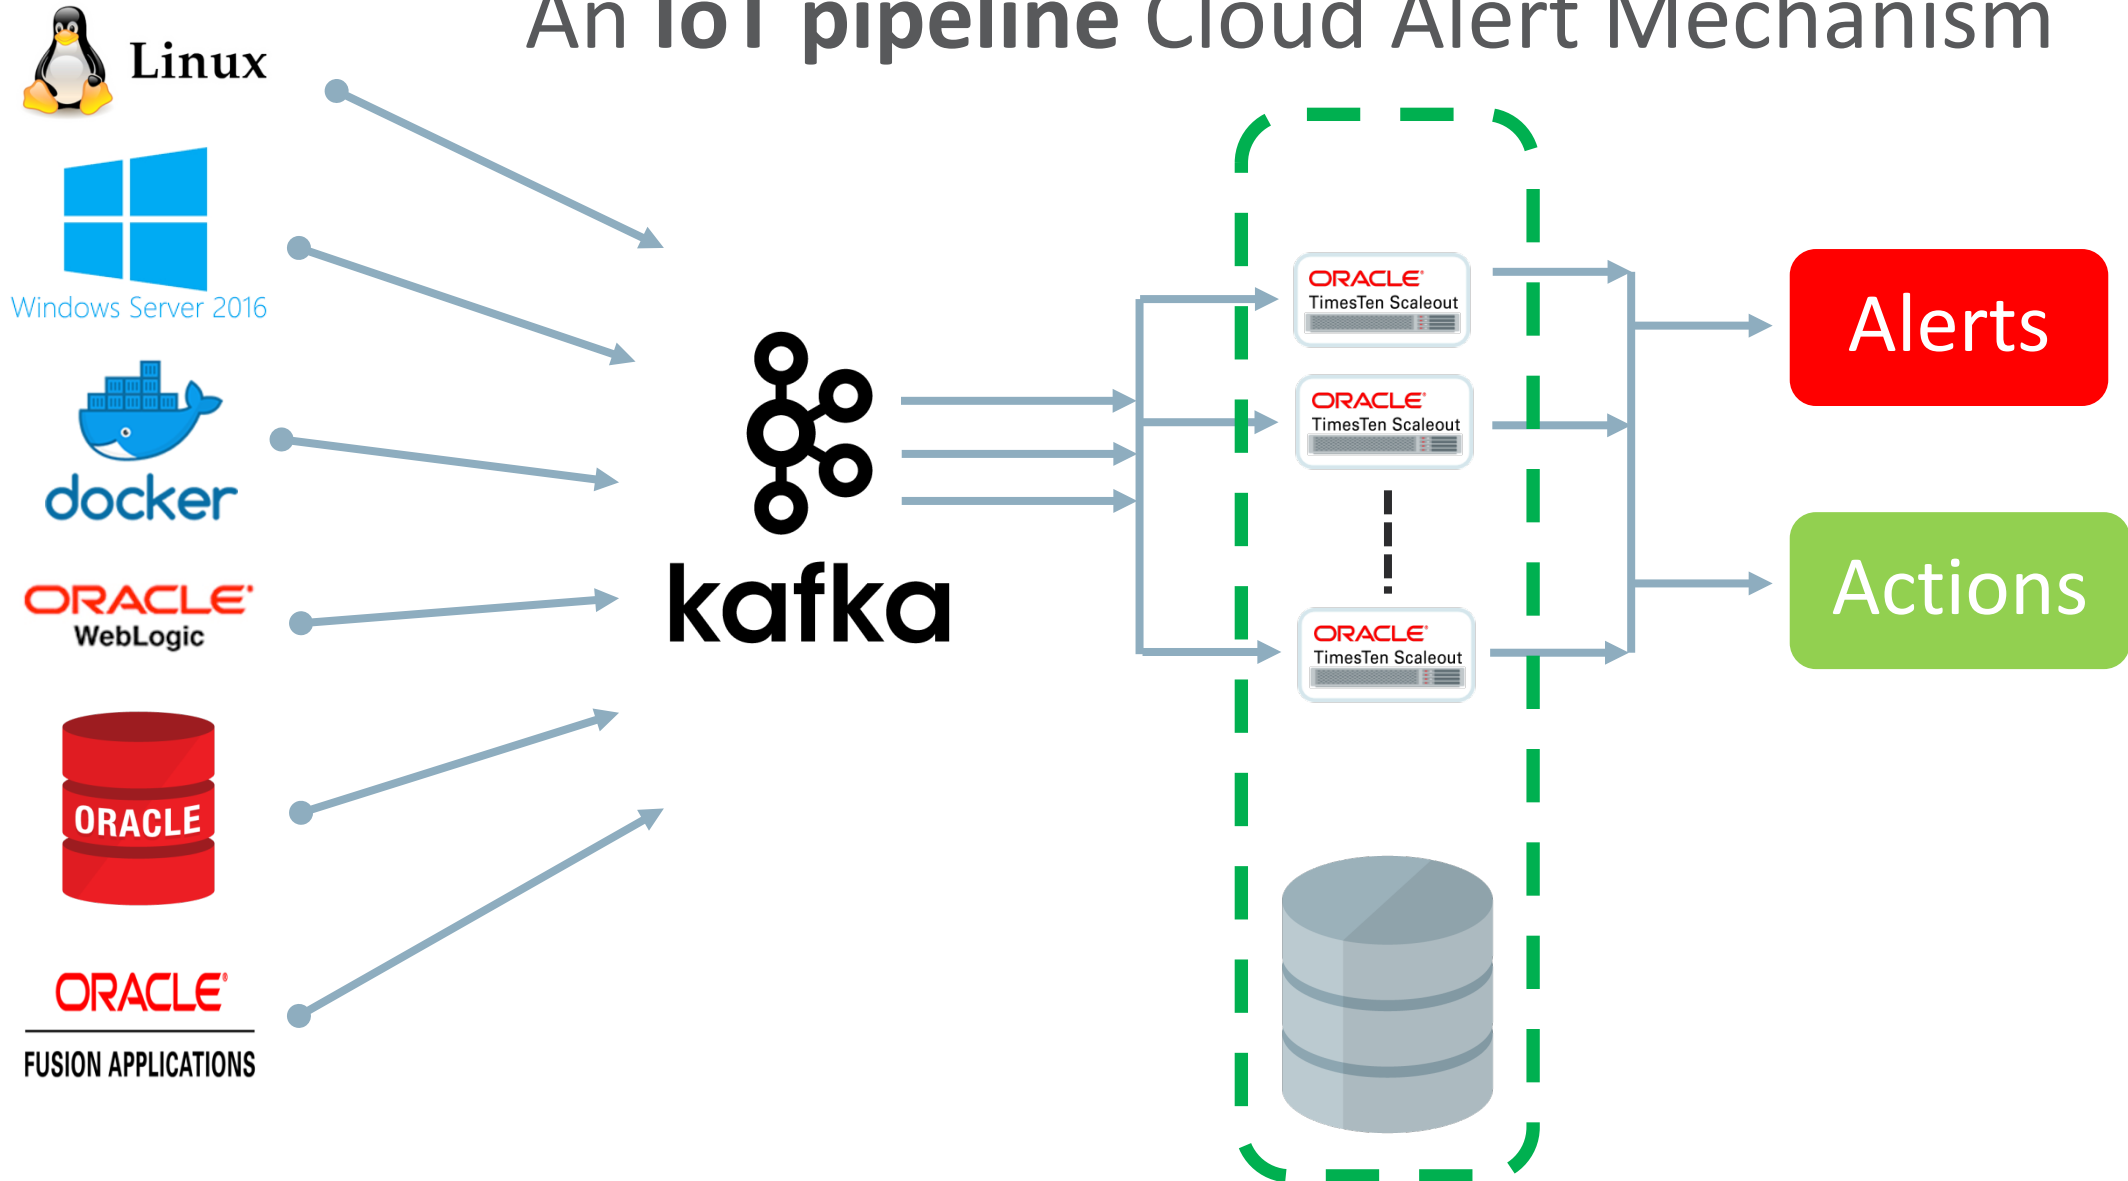 An IoT pipeline Cloud Alert Mechanism
Linux
Windows Server 2016
docker
ORACLE
WebLogic
ORACLE
ORACLE
FUSION APPLICATIONS
kafka
ORACLE
TimesTen Scaleout
ORACLE
TimesTen Scaleout
ORACLE
TimesTen Scaleout
Alerts
Actions